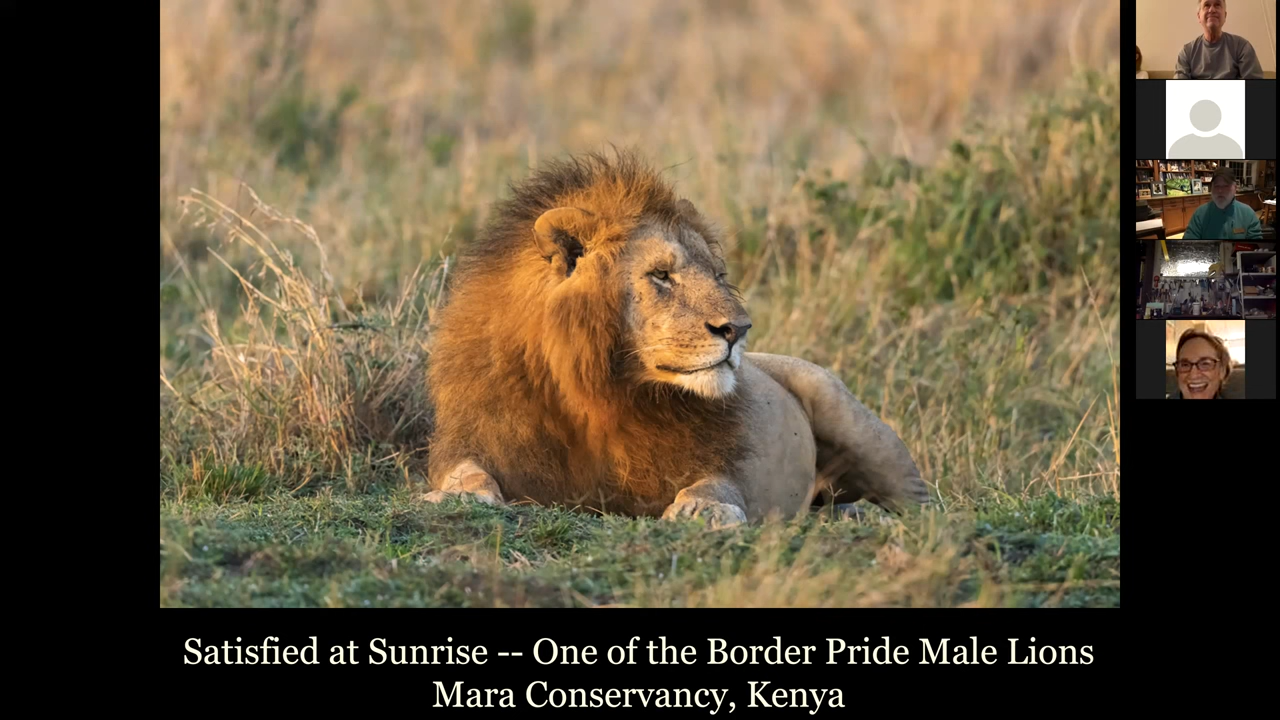 Satisfied at Sunrise -- One of the Border Pride Male Lions
Mara Conservancy, Kenya